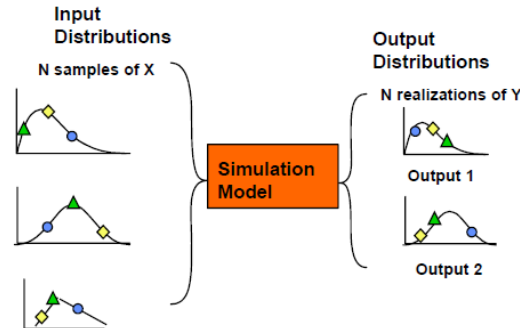 Input
Distributions
N samples of X
Simulation
Model
Output
Distributions
N realizations of Y
Output 1
Output 2